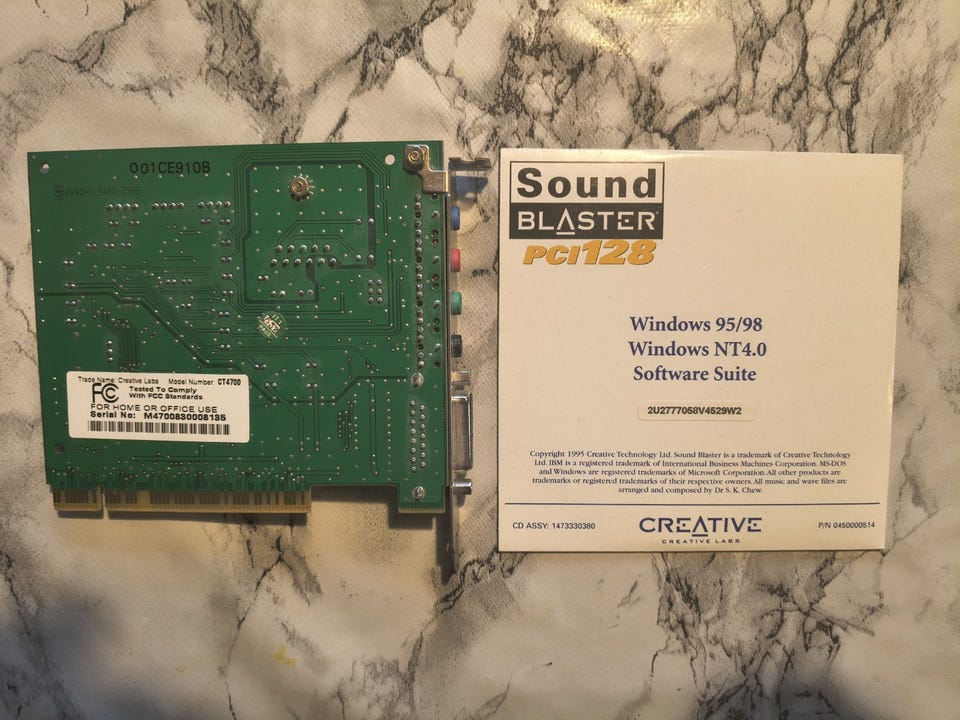 001CE910B
94V0 3598
Trade Name: Creative Labs Model Number: CT4700
FC
Tested To Comply
With FCC Standards
FOR HOME OR OFFICE USE
Serial No: M4700830008135
Sound
BLASTER
PCI128
Windows 95/98
Windows NT4.0
Software Suite
2U2777058V4529W2
Copyright 1995 Creative Technology Ltd. Sound Blaster is a trademark of Creative Technology
Ltd. IBM is a registered trademark of International Business Machines Corporation. MS-DOS
and Windows are registered trademarks of Microsoft Corporation. All other products are
trademarks or registered trademarks of their respective owners. All music and wave files are
arranged and composed by Dr S. K. Chew.
CD ASSY: 1473330380
CREATIVE
CREATIVE LABS
P/N 0450000514